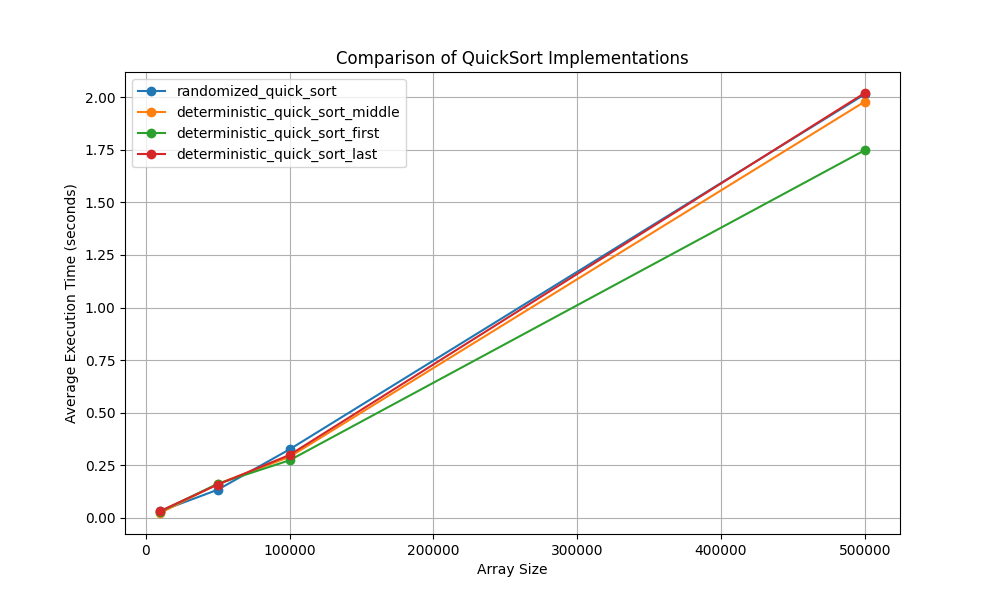 Comparison of QuickSort Implementations
randomized_quick_sort
deterministic_quick_sort_middle
deterministic_quick_sort_first
deterministic_quick_sort_last
Average Execution Time (seconds)
2.00
1.75
1.50
1.25
1.00
0.75
0.50
0.25
0.00
0 100000 200000 300000 400000 500000
Array Size